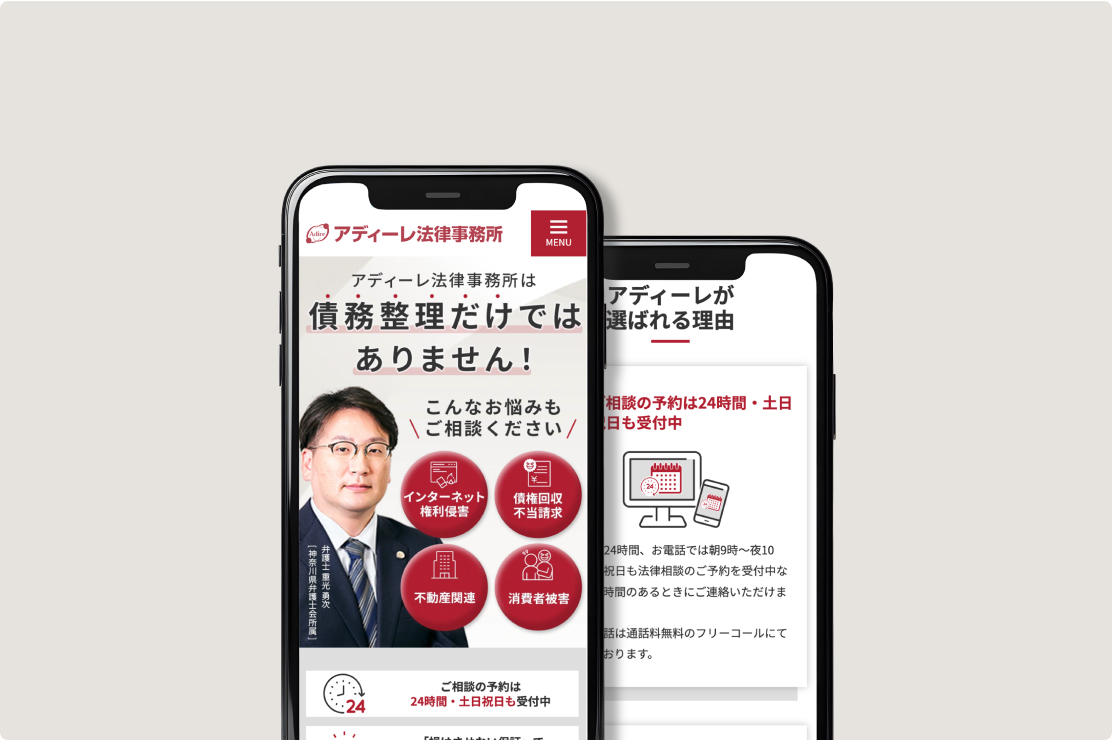 Adire
アディーレ法律事務所
MENU
アディーレ法律事務所は
債務整理だけでは
ありません！
こんなお悩みも
ご相談ください
インターネット
権利侵害
債権回収
不当請求
不動産関連
消費者被害
弁護士 重光 勇次
［神奈川県弁護士会所属］
24
ご相談の予約は
24時間・土日祝日も受付中
アディーレが
選ばれる理由
相談の予約は24時間・土日
日も受付中
24
24時間、お電話では朝9時〜夜10
祝日も法律相談のご予約を受付中な
時間のあるときにご連絡いただけま
話は通話料無料のフリーコールにて
おります。